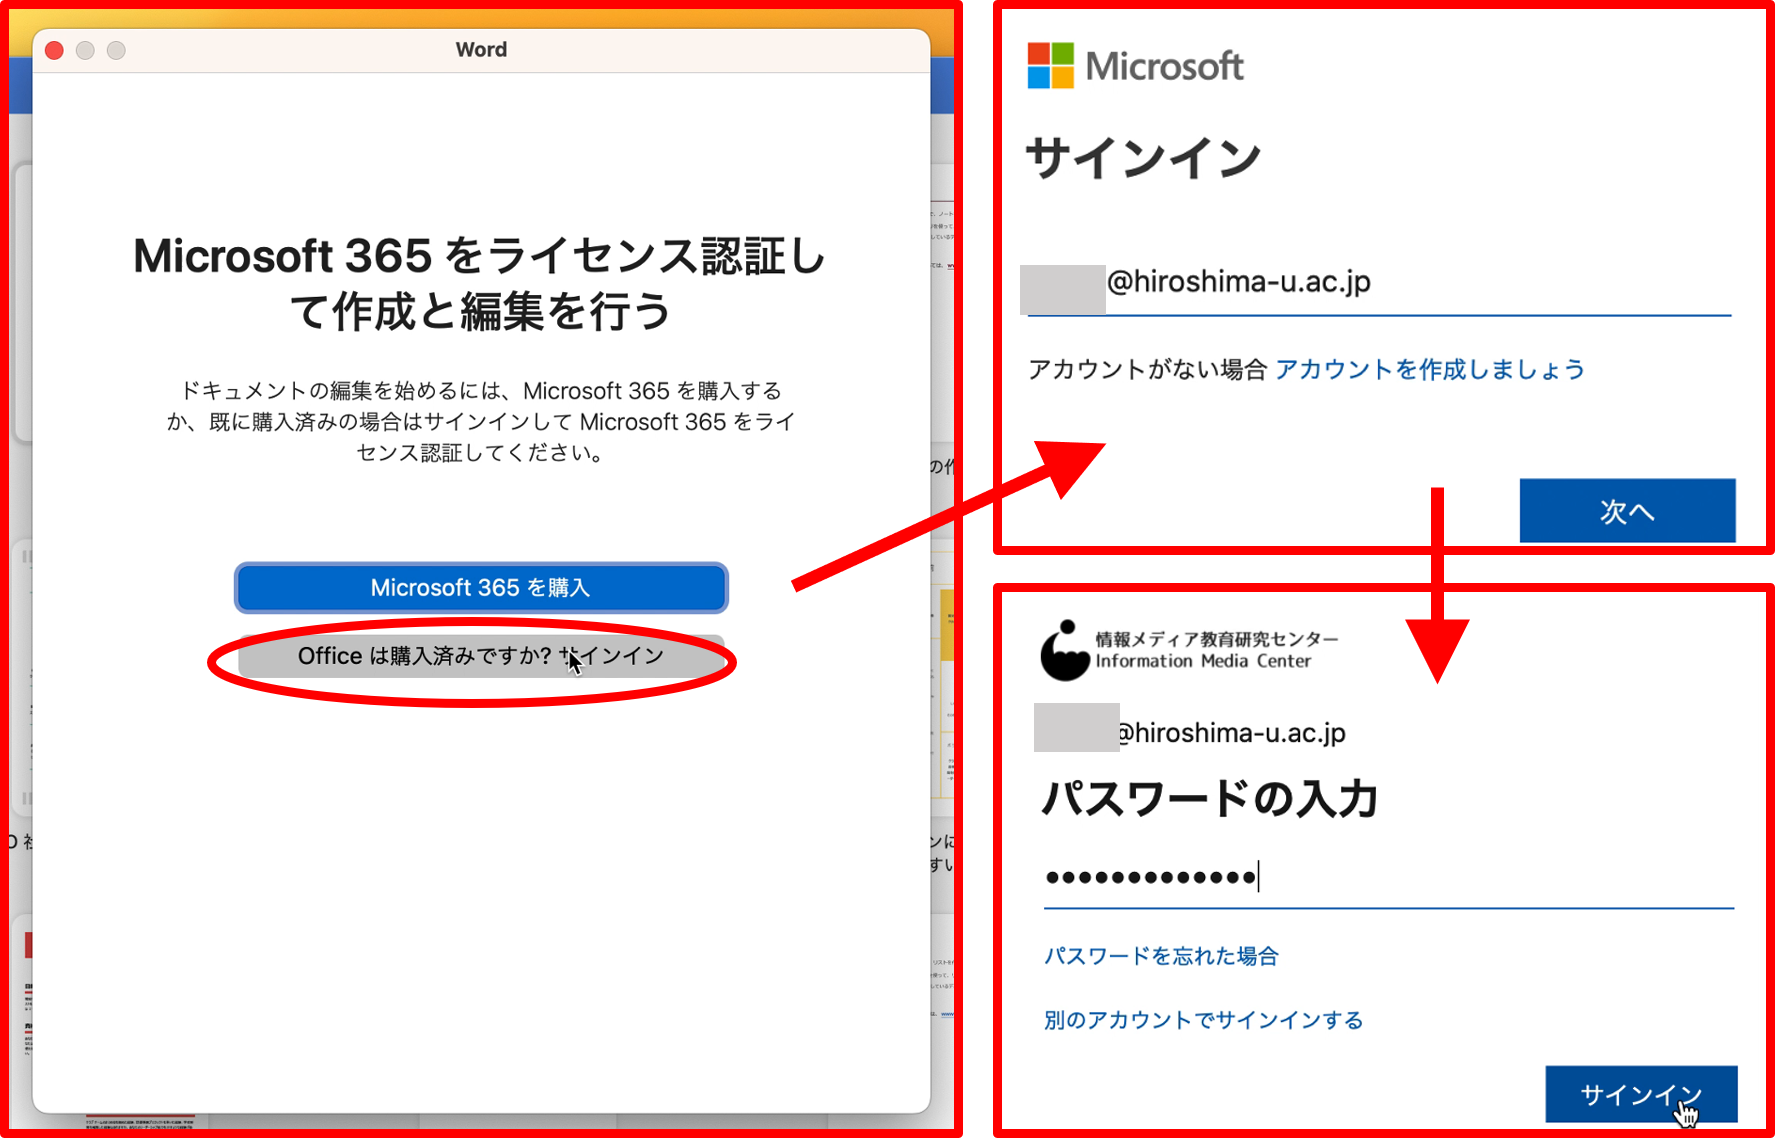 Word
Microsoft 365 をライセンス認証し
て作成と編集を行う
ドキュメントの編集を始めるには、Microsoft 365 を購入する
か、既に購入済みの場合はサインインして Microsoft 365 をライ
センス認証してください。
Microsoft 365 を購入
Office は購入済みですか? サインイン
Microsoft
サインイン
@hiroshima-u.ac.jp
アカウントがない場合 アカウントを作成しましょう
次へ
情報メディア教育研究センター
Information Media Center
@hiroshima-u.ac.jp
パスワードの入力
パスワードを忘れた場合
別のアカウントでサインインする
サインイン